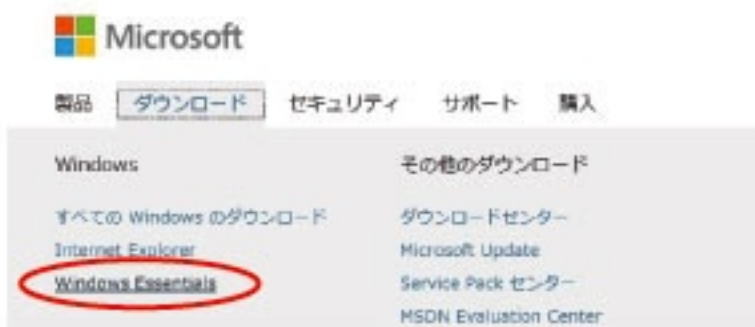 Microsoft
製品 ダウンロード セキュリティ サポート 購入
Windows
すべての Windows のダウンロード
Internet Explorer
Windows Essentials
その他のダウンロード
ダウンロードセンター
Microsoft Update
Service Pack センター
MSDN Evaluation Center